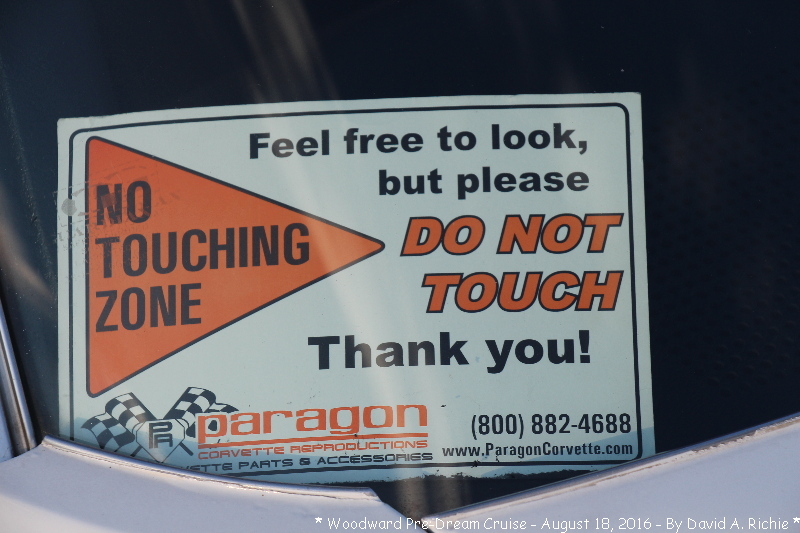 Feel free to look,
but please
DO NOT
TOUCH
Thank you!
NO
TOUCHING
ZONE
PR
paragon
CORVETTE REPRODUCTIONS
VETTE PARTS & ACCESSORIES
(800) 882-4688
www.ParagonCorvette.com
* Woodward Pre-Dream Cruise - August 18, 2016 - By David A. Richie *